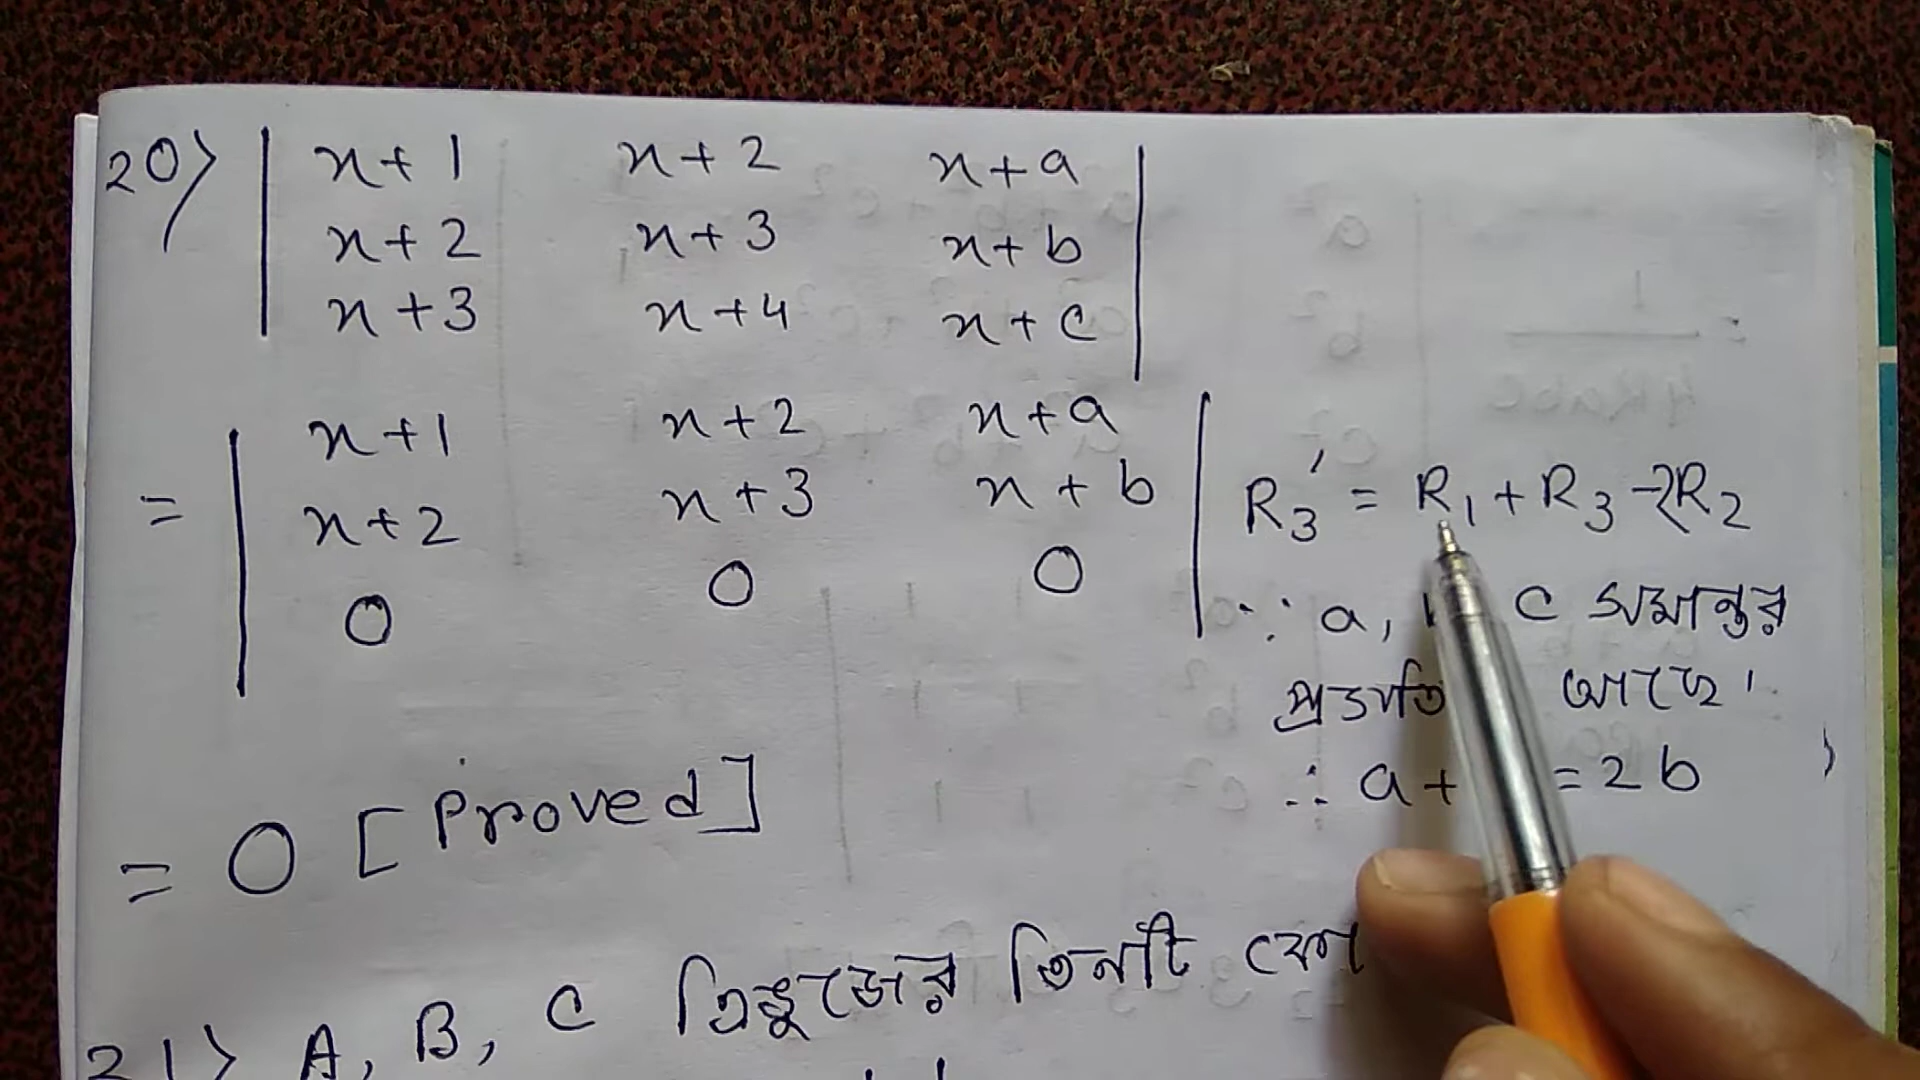 20) | x+1 x+2 x+a |
| x+2 x+3 x+b |
| x+3 x+4 x+c |
= | x+1 x+2 x+a |
| x+2 x+3 x+b | R₃′ = R₁ + R₃ - 2R₂
| 0 0 0 |
∵ a, c সমান্তর
প্রগতি আছে।
∴ a + = 2b
= 0 [Proved]
21) A, B, C ত্রিভুজের তিনটি